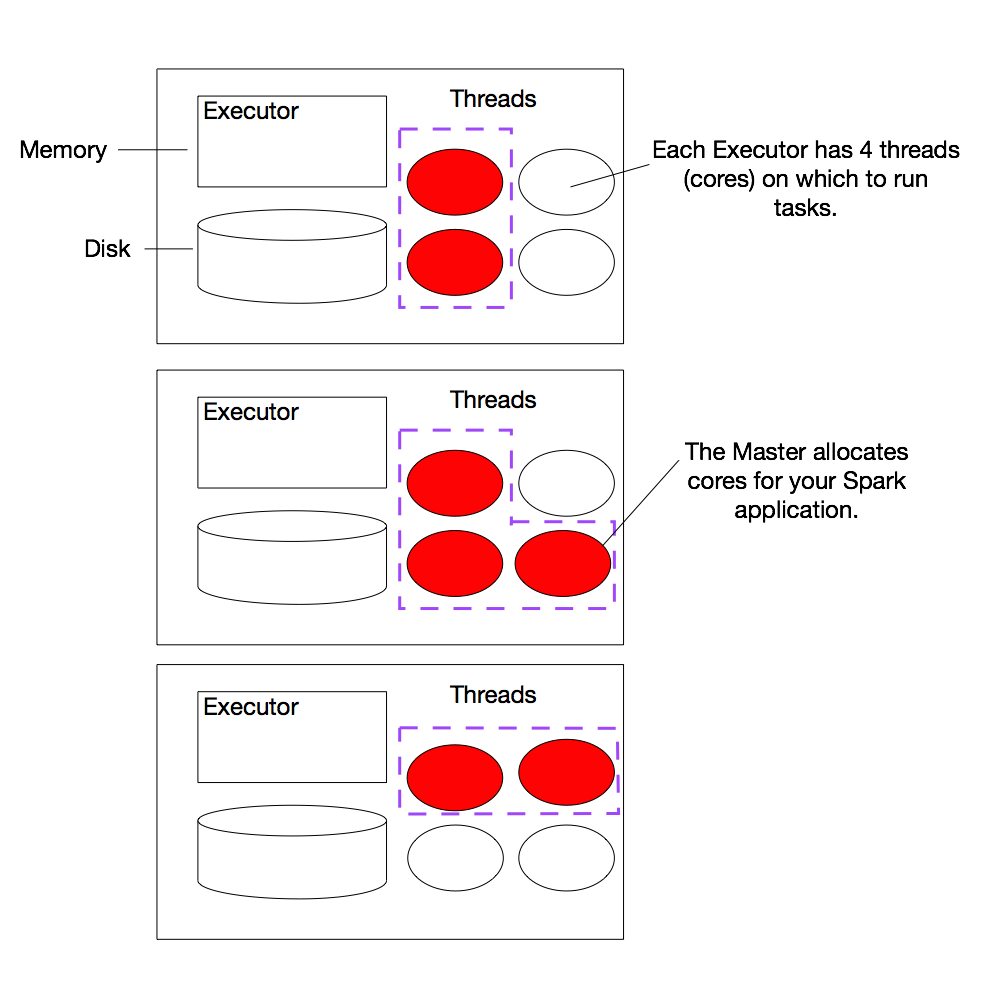 Threads
Executor
Memory
Each Executor has 4 threads
(cores) on which to run
tasks.
Disk
Threads
Executor
The Master allocates
cores for your Spark
application.
Threads
Executor